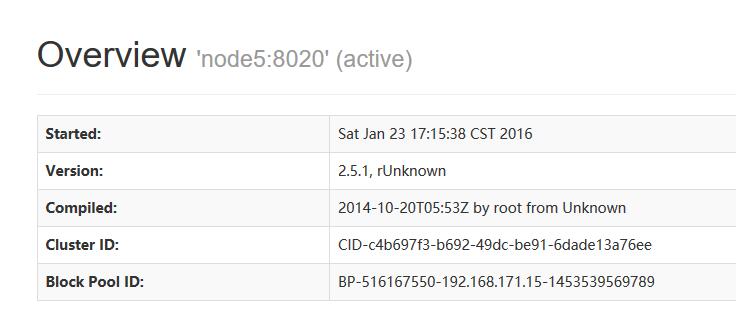 Overview 'node5:8020' (active)
Started: Sat Jan 23 17:15:38 CST 2016
Version: 2.5.1, rUnknown
Compiled: 2014-10-20T05:53Z by root from Unknown
Cluster ID: CID-c4b697f3-b692-49dc-be91-6dade13a76ee
Block Pool ID: BP-516167550-192.168.171.15-1453539569789